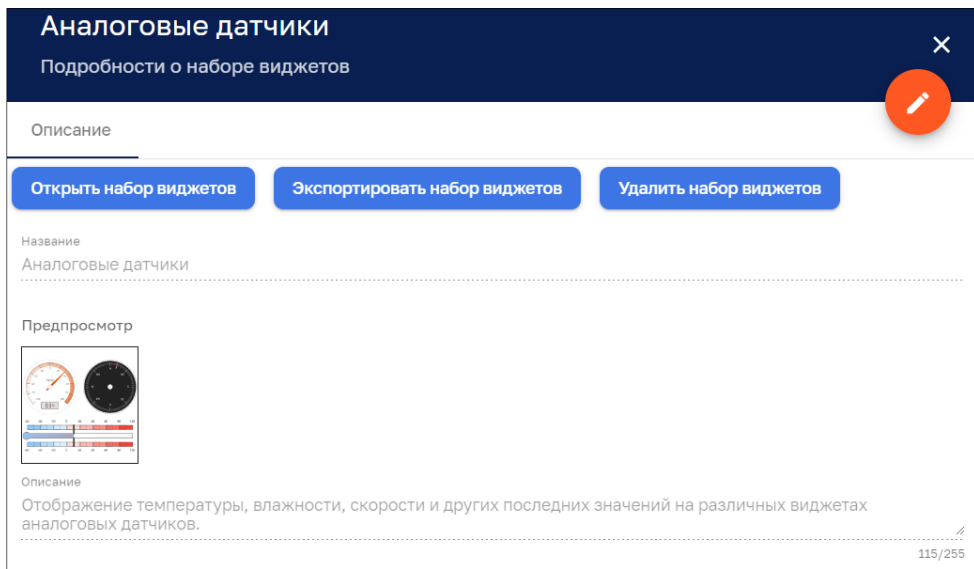 Аналоговые датчики
Подробности о наборе виджетов
Описание
Открыть набор виджетов Экспортировать набор виджетов Удалить набор виджетов
Название
Аналоговые датчики
Предпросмотр
Описание
Отображение температуры, влажности, скорости и других последних значений на различных виджетах
аналоговых датчиков.
115/255